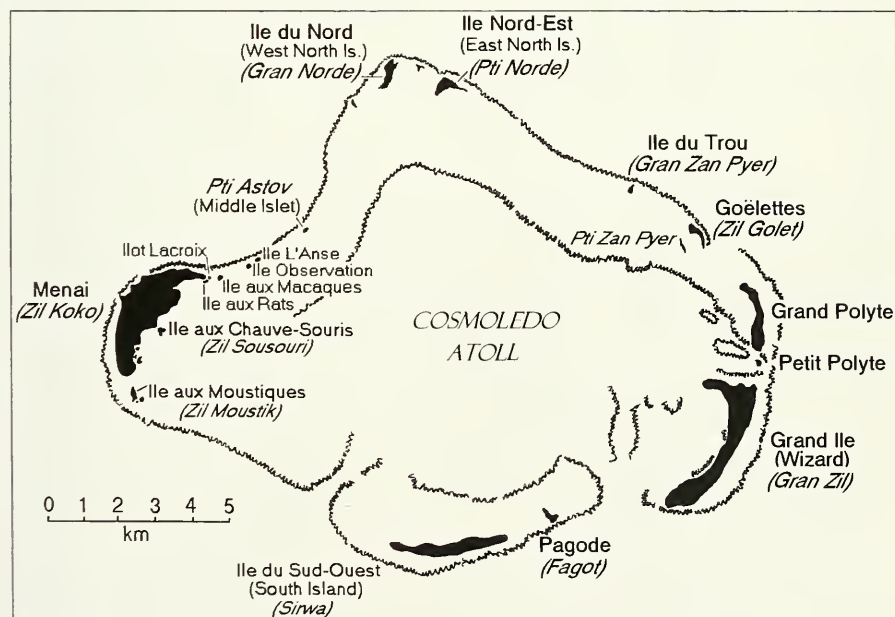 Ile du Nord
(West North Is.)
(Gran Norde)
Ile Nord-Est
(East North Is.)
(Pti Norde)
Ile du Trou
(Gran Zan Pyer)
Pti Astov
(Middle Islet)
Goëlettes
(Zil Golet)
Pti Zan Pyer
Ilot Lacroix
Ile L'Anse
Ile Observation
Ile aux Macaques
Ile aux Rats
Menai
(Zil Koko)
Ile aux Chauve-Souris
(Zil Sousouri)
COSMOLEDO
ATOLL
Grand Polyte
Petit Polyte
Ile aux Moustiques
(Zil Moustik)
Grand Ile
(Wizard)
(Gran Zil)
0 1 2 3 4 5
km
Pagode
(Fagot)
Ile du Sud-Ouest
(South Island)
(Sirwa)